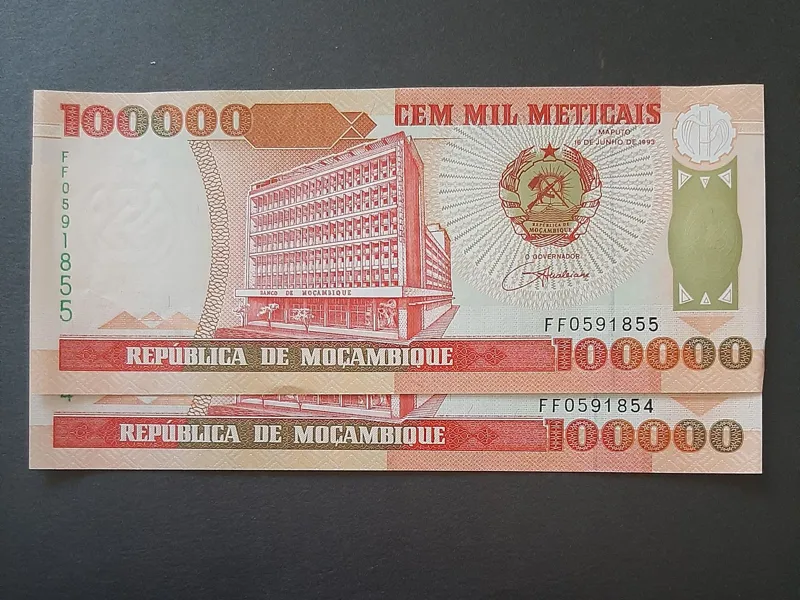 100000
CEM MIL METICAIS
MAPUTO
16 DE JUNHO DE 1993
FF0591855
REPÚBLICA DE
MOÇAMBIQUE
O GOVERNADOR
BANCO DE MOÇAMBIQUE
FF0591855
REPÚBLICA DE MOÇAMBIQUE
100000
FF0591854
REPÚBLICA DE MOÇAMBIQUE
100000